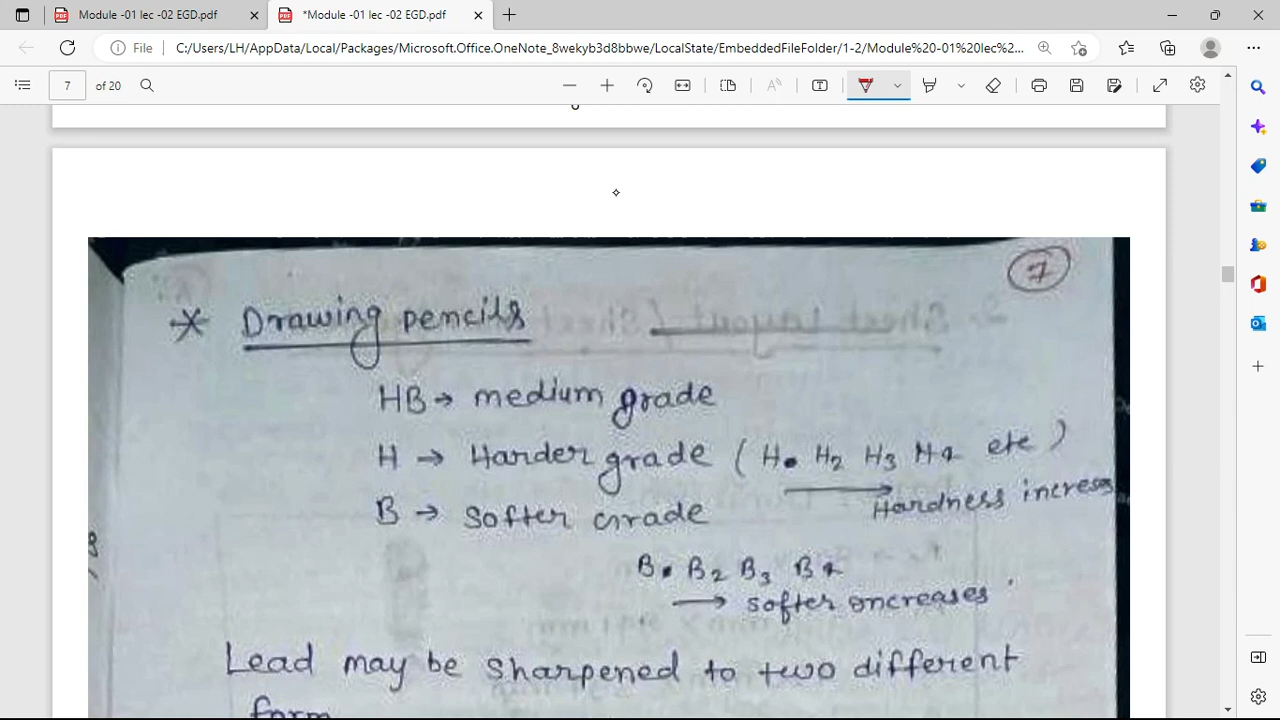 Module -01 lec -02 EGD.pdf
*Module -01 lec -02 EGD.pdf
File
C:/Users/LH/AppData/Local/Packages/Microsoft.Office.OneNote_8wekyb3d8bbwe/LocalState/EmbeddedFileFolder/1-2/Module%20-01%20lec%2...
7 of 20
7
* Drawing pencils
HB → medium grade
H → Harder grade ( H. H2 H3 H4 etc )
→ Hardness increas
B → softer Grade
B. B2 B3 B4
→ softer increases
Lead may be sharpened to two different
form